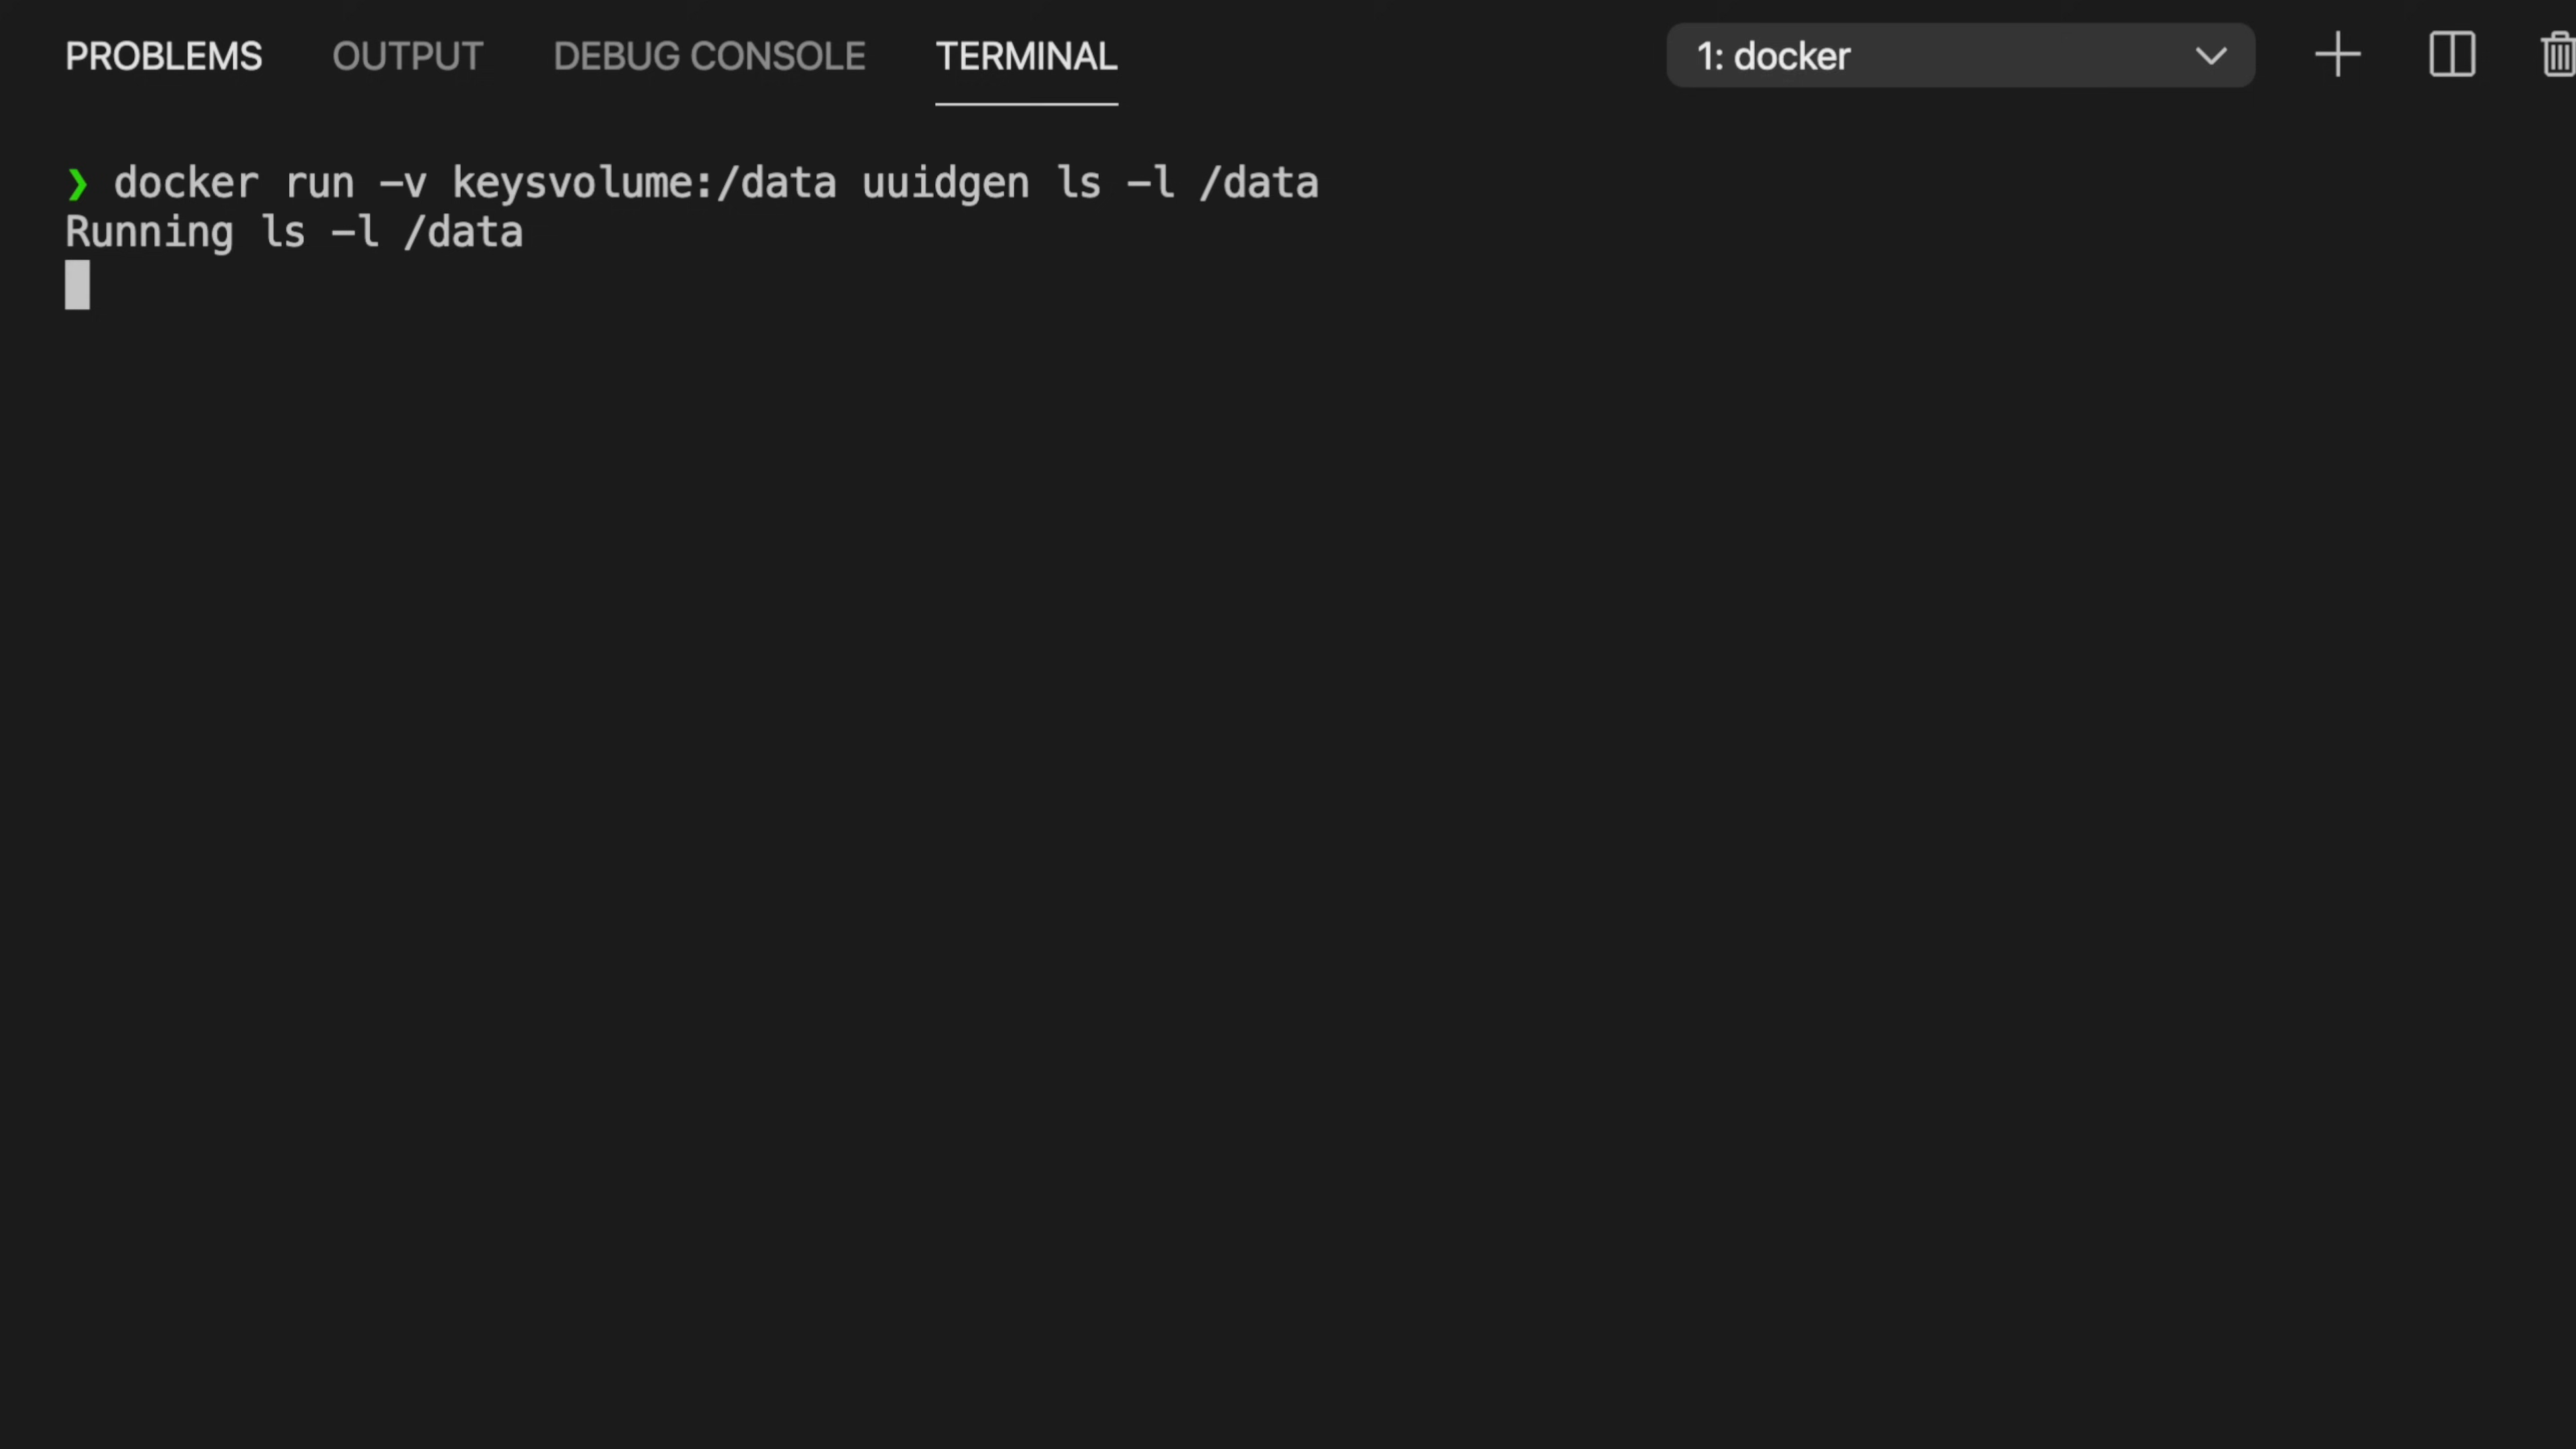 PROBLEMS OUTPUT DEBUG CONSOLE TERMINAL 1: docker
❯ docker run -v keysvolume:/data uuidgen ls -l /data
Running ls -l /data